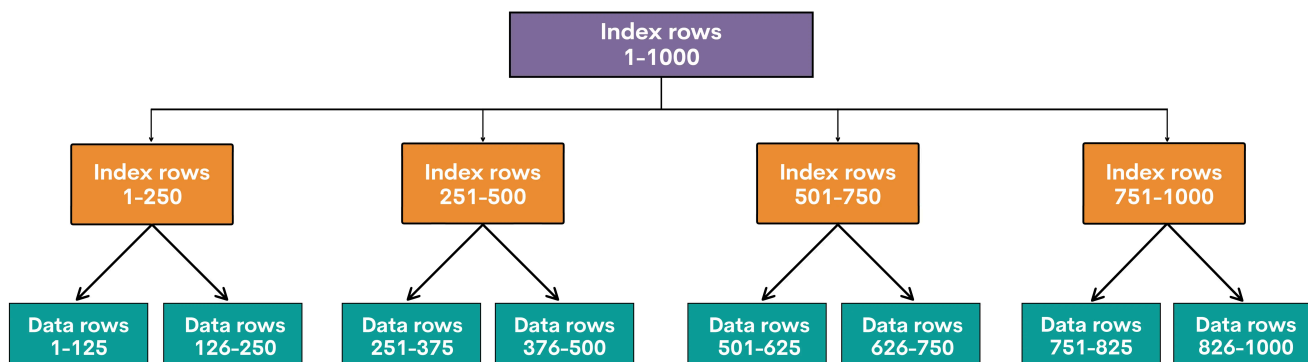 Index rows
1-1000
Index rows
1-250
Index rows
251-500
Index rows
501-750
Index rows
751-1000
Data rows
1-125
Data rows
126-250
Data rows
251-375
Data rows
376-500
Data rows
501-625
Data rows
626-750
Data rows
751-825
Data rows
826-1000